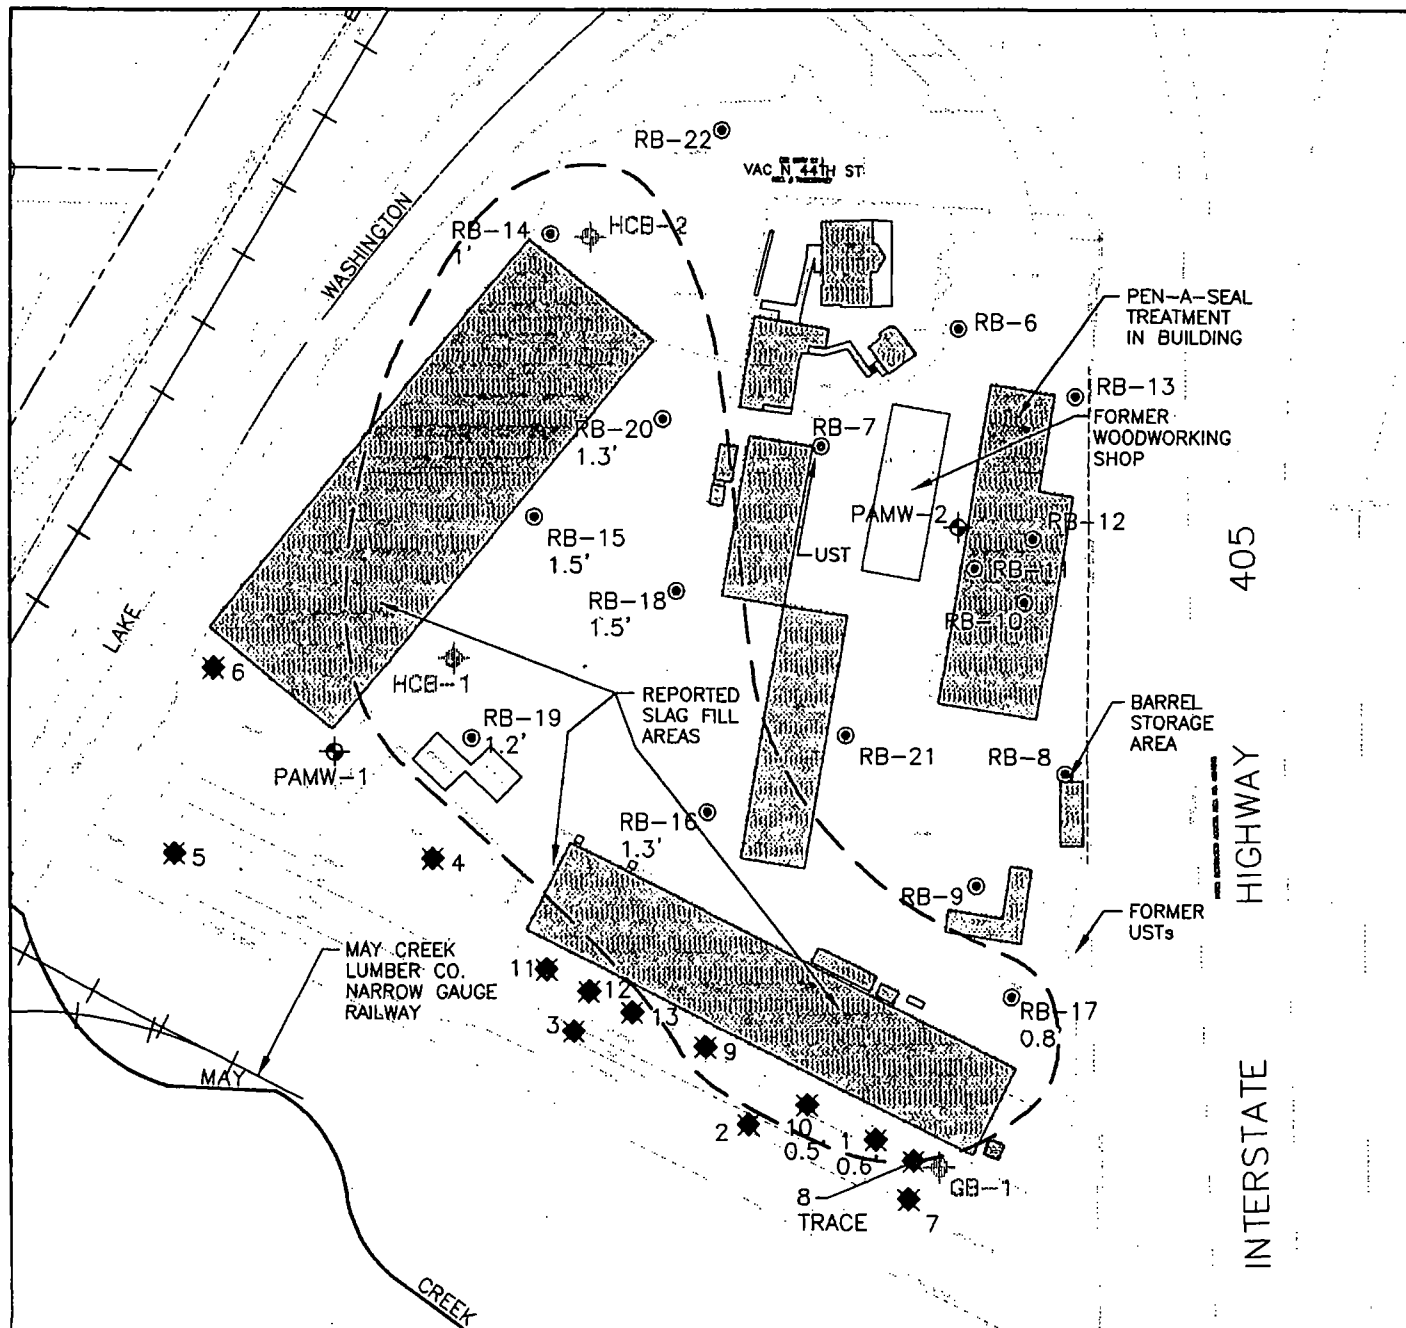 RB-22
VAC N 44TH ST
WASHINGTON
RB-14
1'
HCB-2
RB-6
PEN-A-SEAL
TREATMENT
IN BUILDING
RB-13
RB-20
1.3'
RB-7
FORMER
WOODWORKING
SHOP
PAMW-2
RB-12
RB-15
1.5'
UST
RB-11
405
RB-18
1.5'
RB-10
LAKE
6
HCB-1
REPORTED
SLAG FILL
AREAS
RB-19
1.2'
BARREL
STORAGE
AREA
PAMW-1
RB-21
RB-8
HIGHWAY
RB-16
1.3'
5
4
RB-9
FORMER
USTs
MAY CREEK
LUMBER CO.
NARROW GAUGE
RAILWAY
11
12
13
3
9
RB-17
0.8'
MAY
2
10
0.5'
1
0.6'
INTERSTATE
8
TRACE
GB-1
7
CREEK